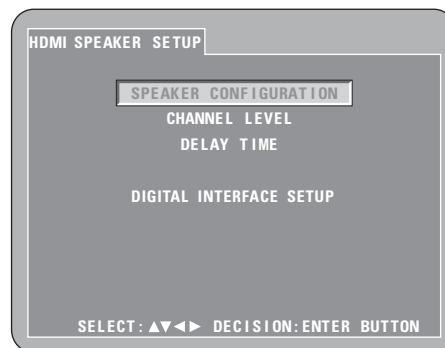 HDMI SPEAKER SETUP
SPEAKER CONFIGURATION
CHANNEL LEVEL
DELAY TIME
DIGITAL INTERFACE SETUP
SELECT:▲▼◄► DECISION:ENTER BUTTON